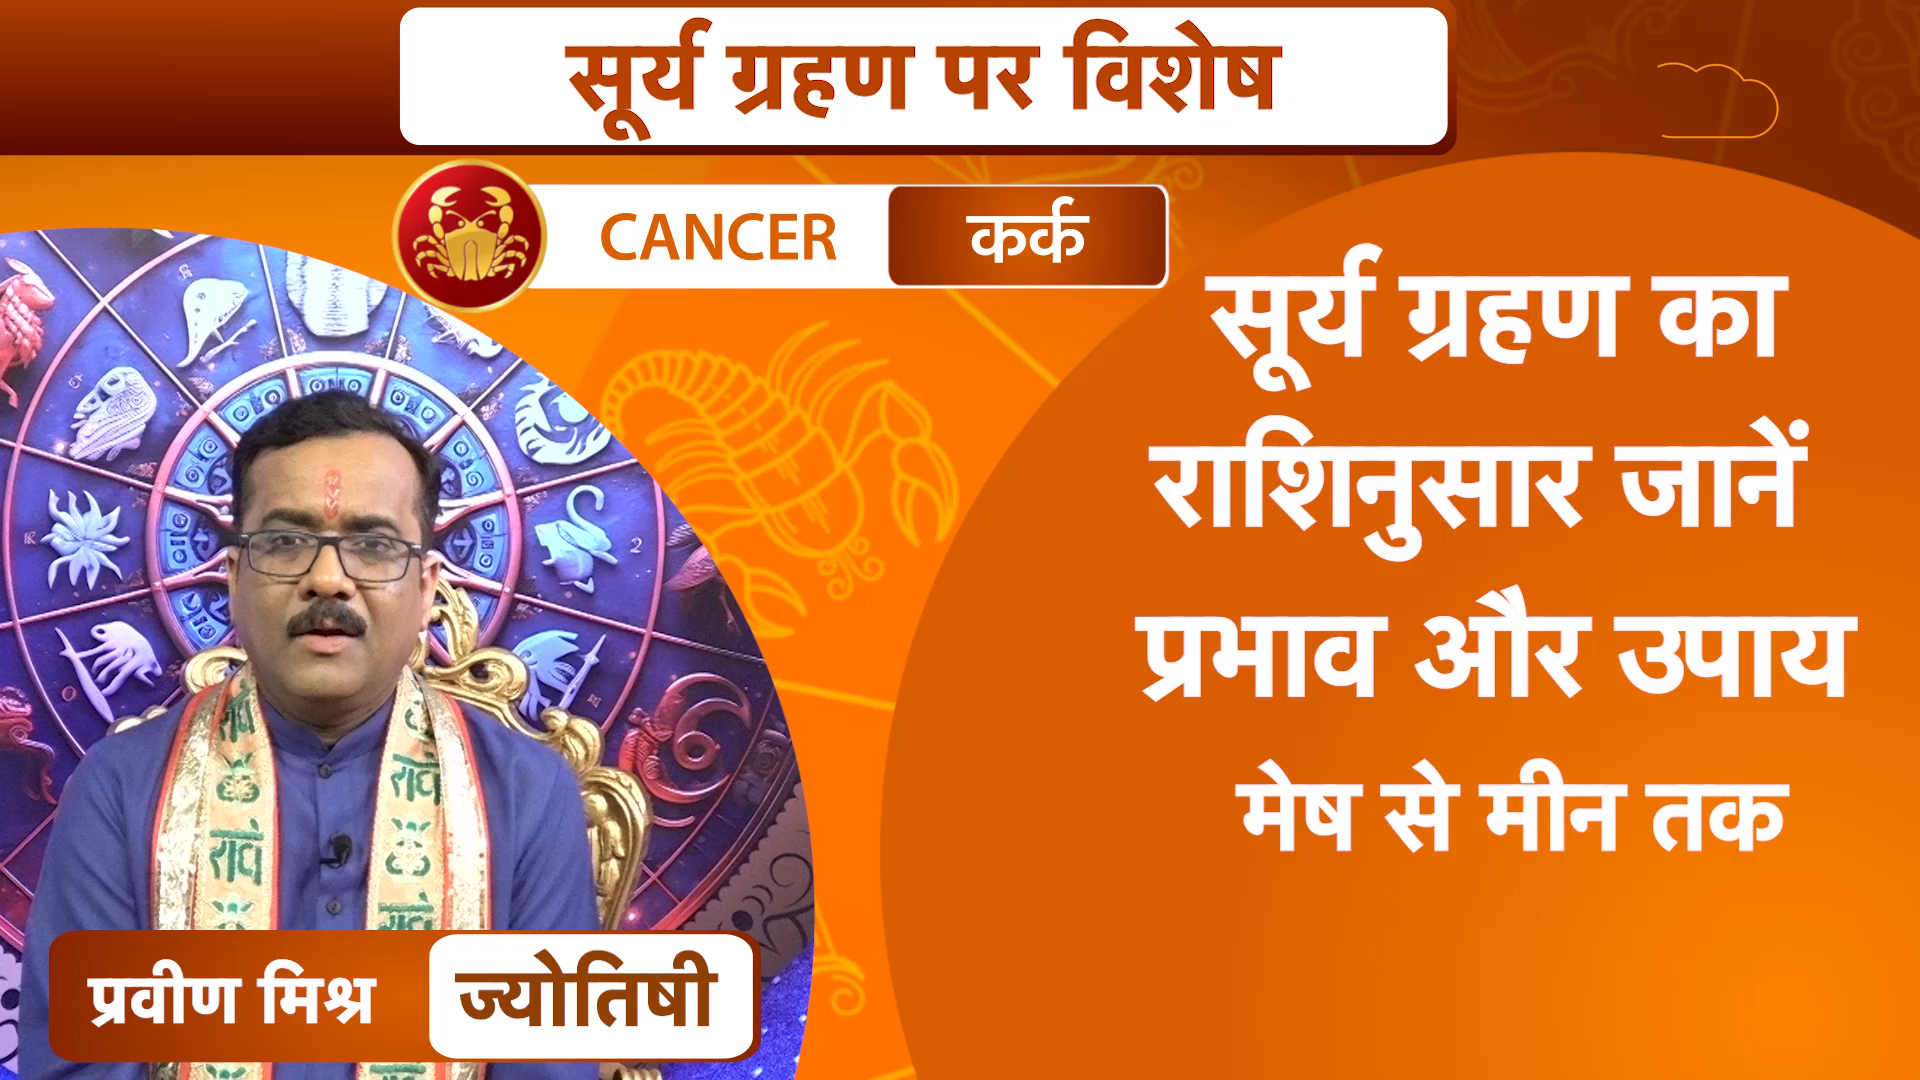 सूर्य ग्रहण पर विशेष
CANCER कर्क
सूर्य ग्रहण का
राशिनुसार जानें
प्रभाव और उपाय
मेष से मीन तक
प्रवीण मिश्र ज्योतिषी